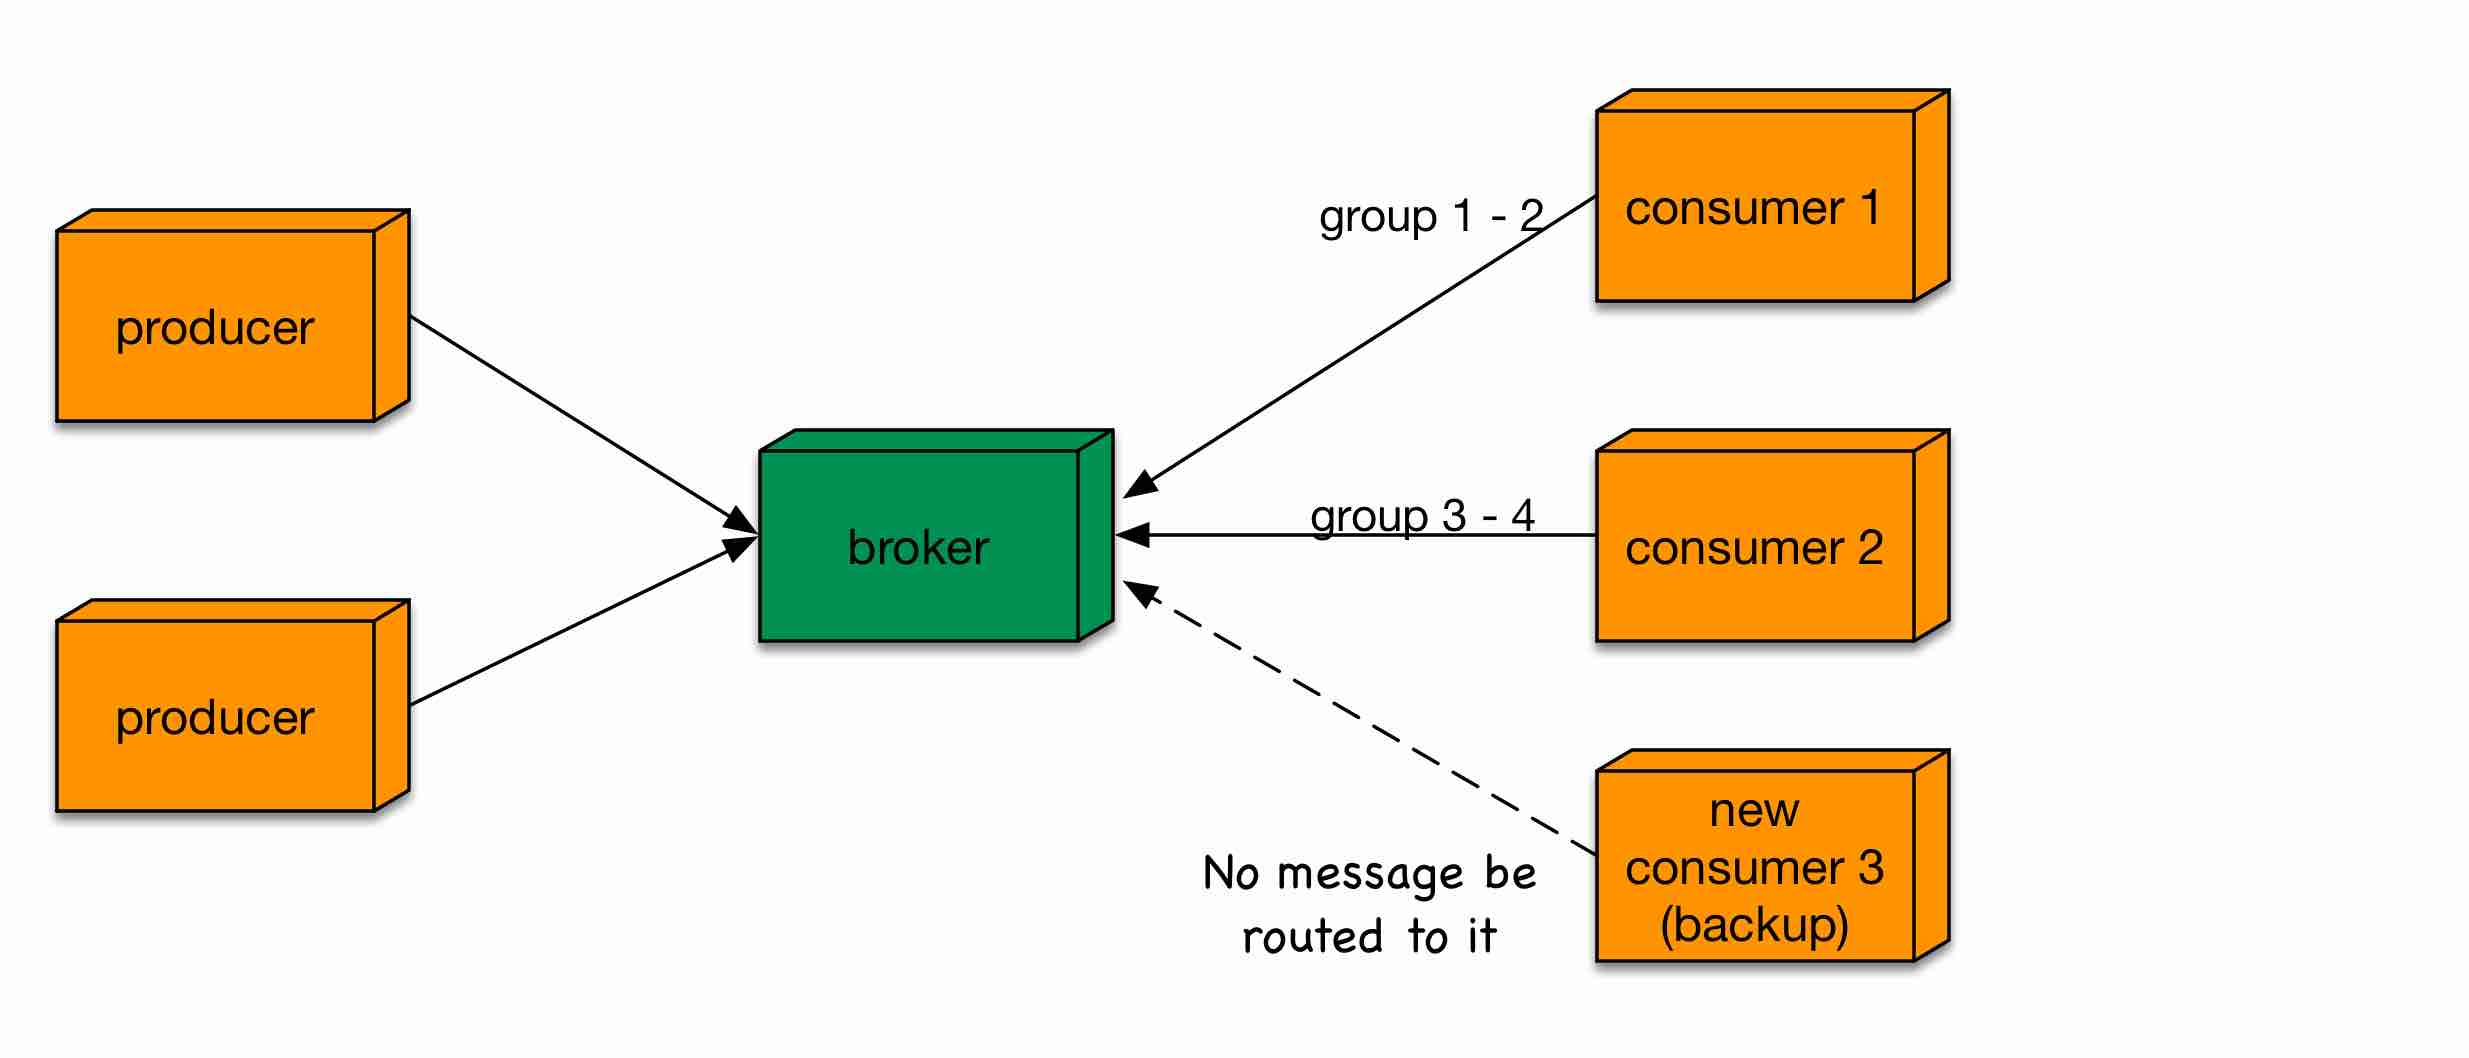 producer
producer
broker
group 1 - 2
group 3 - 4
No message be
routed to it
consumer 1
consumer 2
new
consumer 3
(backup)